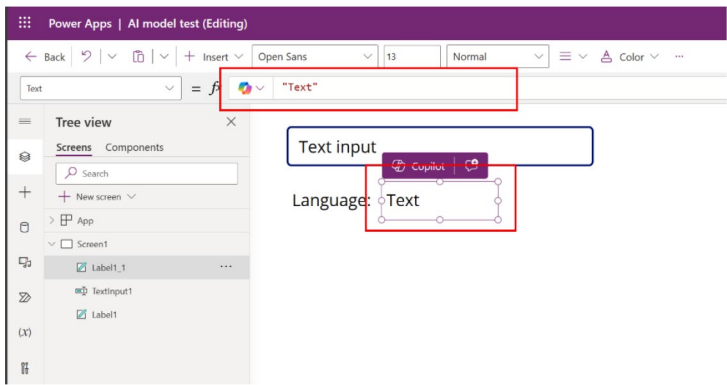 Power Apps | AI model test (Editing)
Back Insert Open Sans 13 Normal Color ...
Text = fx "Text"
Tree view
Screens Components
Search
New screen
App
Screen1
Label1_1 ...
TextInput1
Label1
(x)
Text input
Copilot
Language: Text